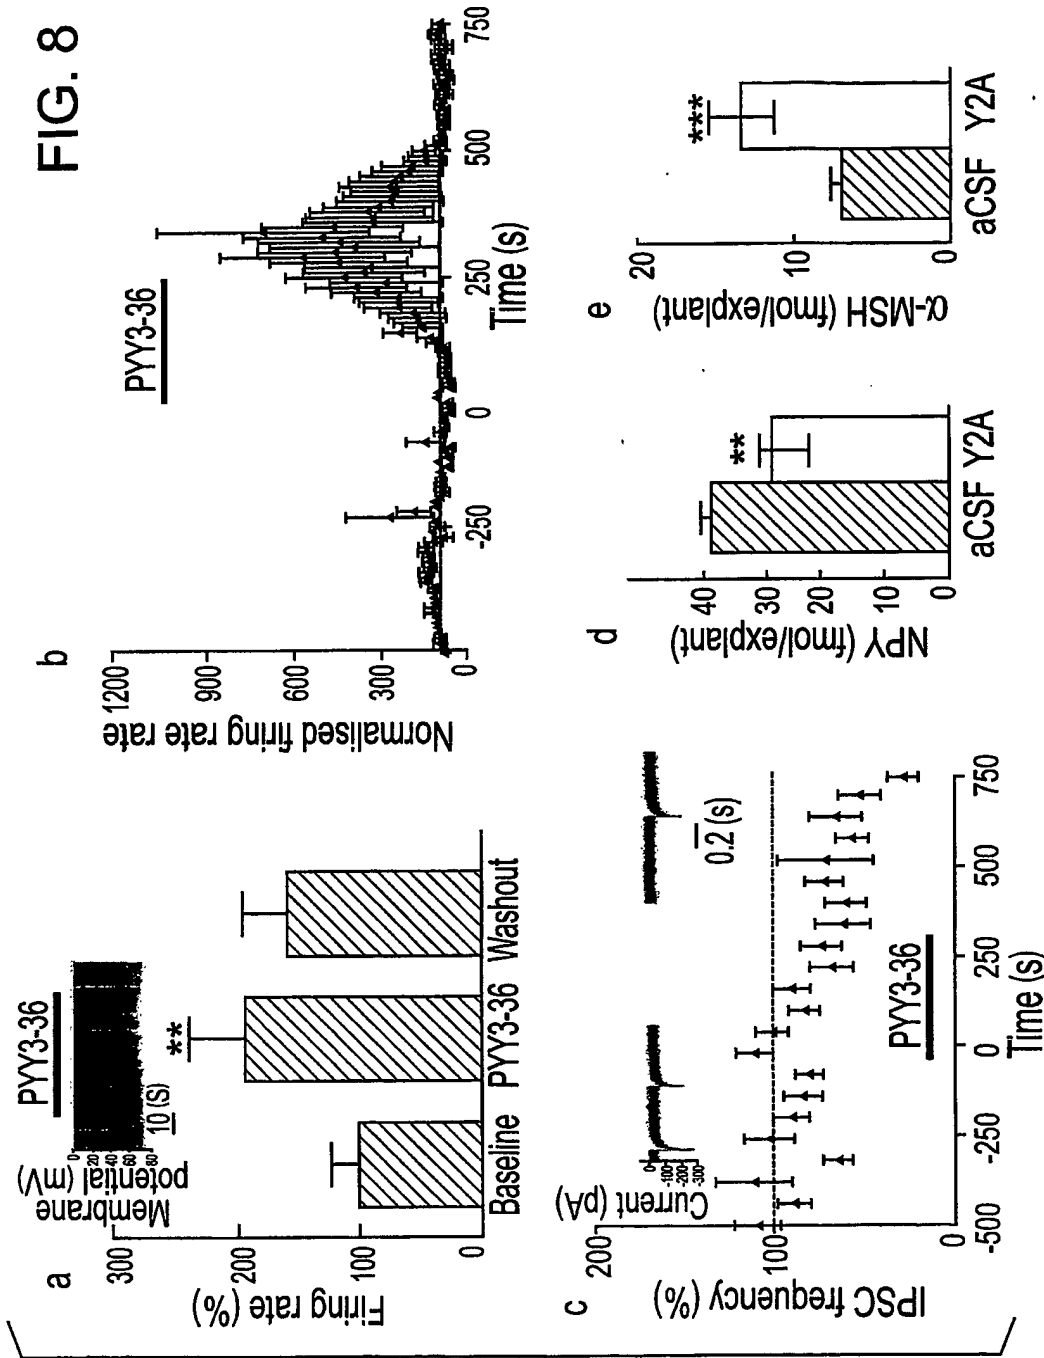 FIG. 8
a
PYY3-36
Membrane
potential (mV)
0
20
40
60
80
10 (S)
Firing rate (%)
300
200
100
0
**
Baseline
PYY3-36
Washout
b
PYY3-36
Normalised firing rate rate
1200
900
600
300
0
-250
0
250
500
750
Time (s)
c
Current (pA)
0
-100
-200
-300
0.2 (s)
IPSC frequency (%)
200
100
0
PYY3-36
-500
-250
0
250
500
750
Time (s)
d
NPY (fmol/explant)
40
30
20
10
0
**
aCSF
Y2A
e
α-MSH (fmol/explant)
20
10
0
***
aCSF
Y2A